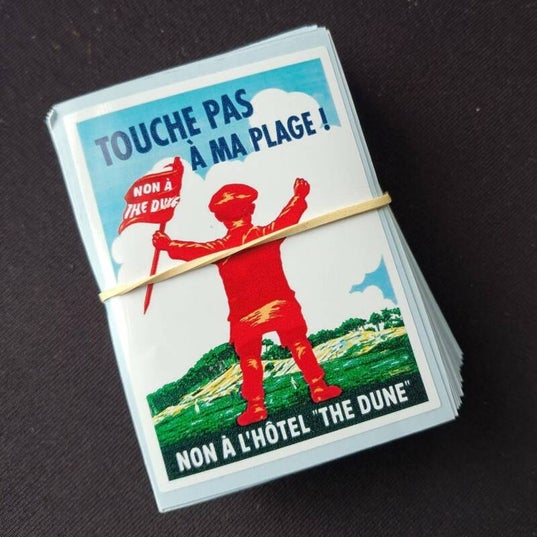 TOUCHE PAS
À MA PLAGE !
NON À
THE DUNE
NON À L'HÔTEL "THE DUNE"